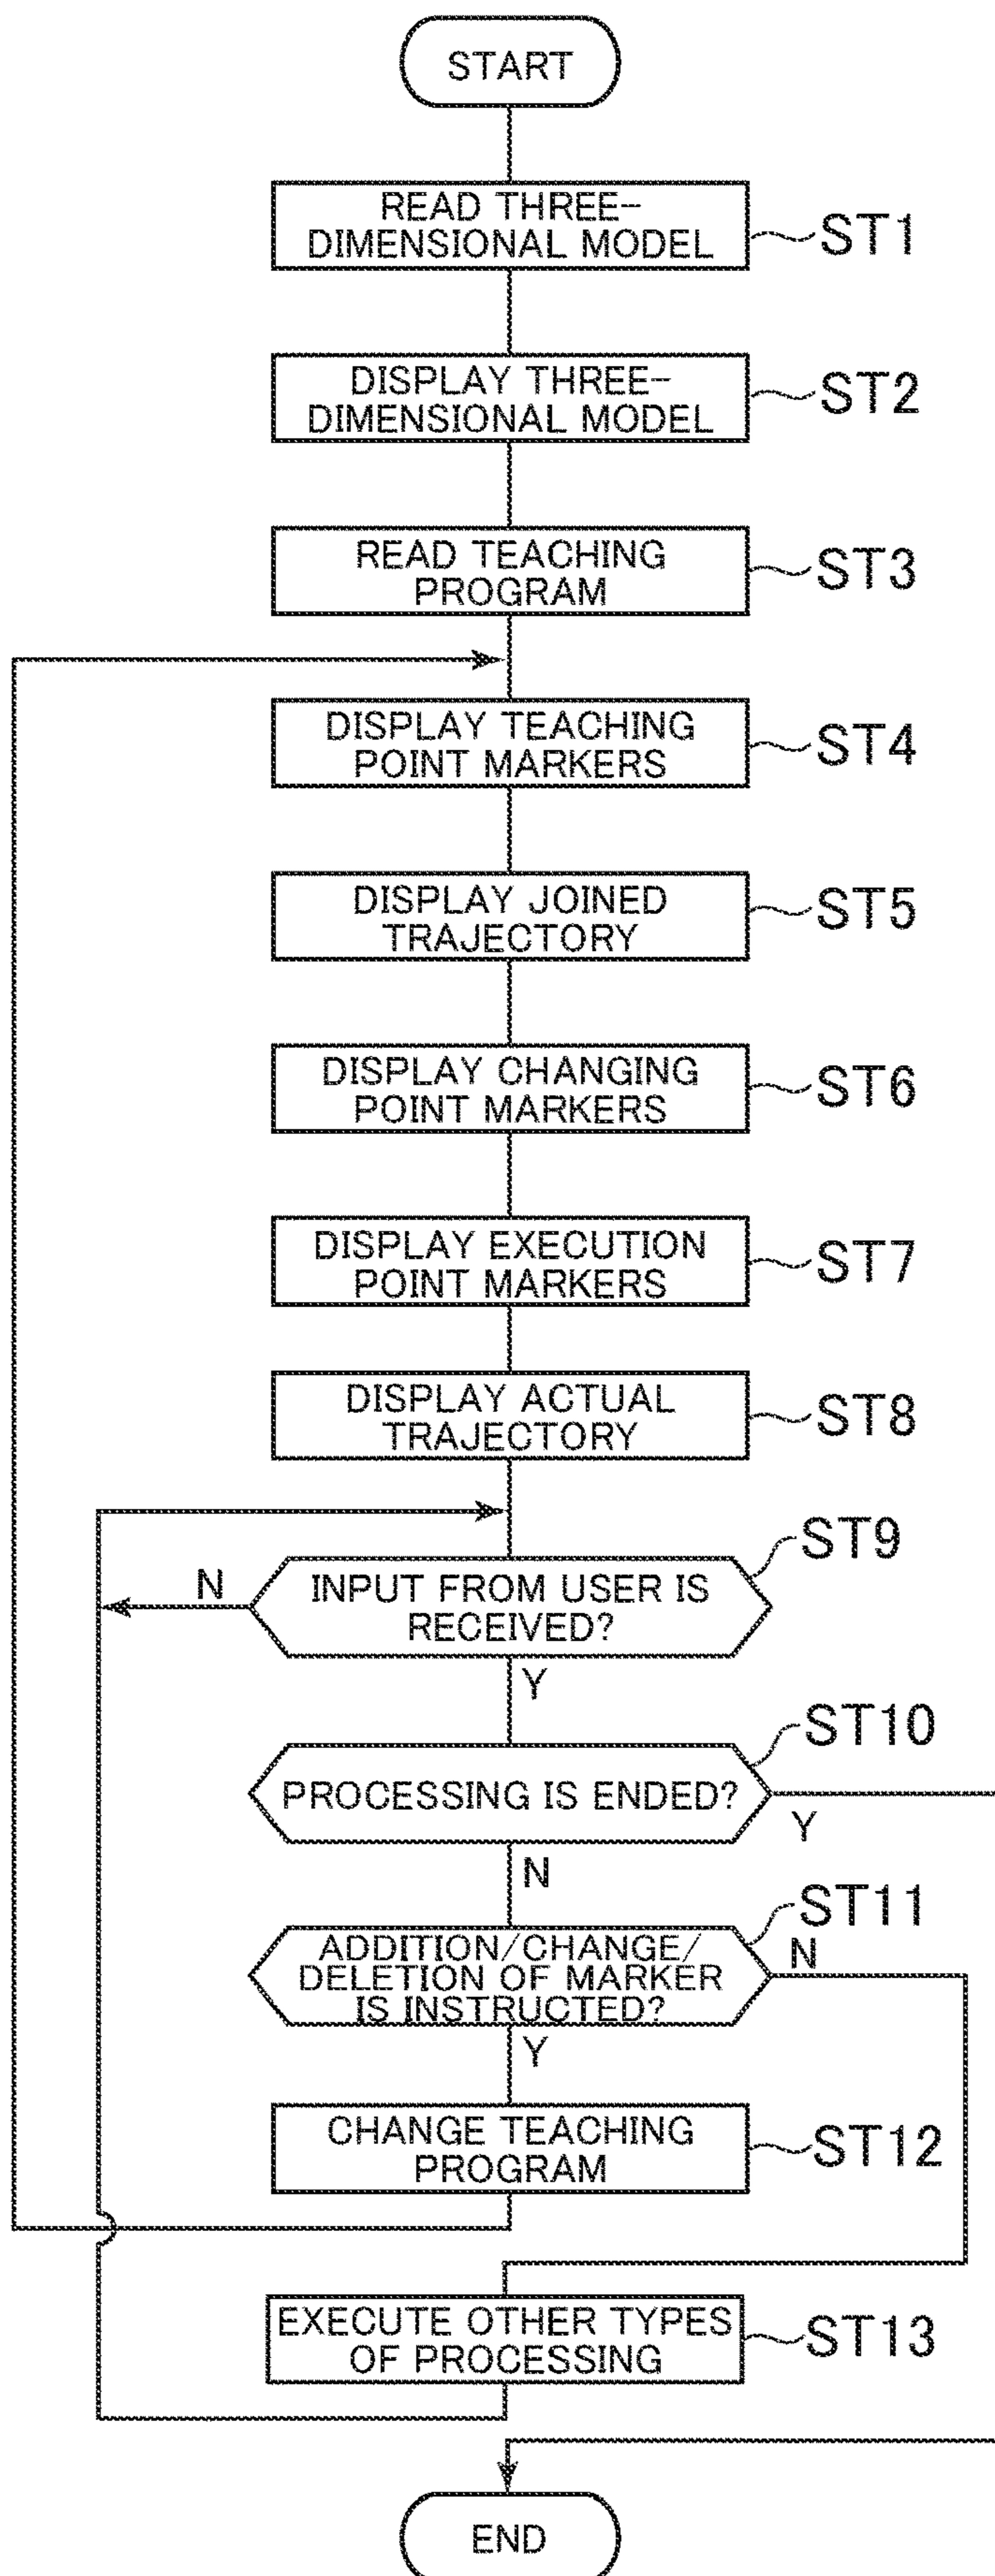 START
READ THREE-
DIMENSIONAL MODEL
ST1
DISPLAY THREE-
DIMENSIONAL MODEL
ST2
READ TEACHING
PROGRAM
ST3
DISPLAY TEACHING
POINT MARKERS
ST4
DISPLAY JOINED
TRAJECTORY
ST5
DISPLAY CHANGING
POINT MARKERS
ST6
DISPLAY EXECUTION
POINT MARKERS
ST7
DISPLAY ACTUAL
TRAJECTORY
ST8
ST9
N
INPUT FROM USER IS
RECEIVED?
Y
ST10
PROCESSING IS ENDED?
Y
N
ST11
N
ADDITION/CHANGE/
DELETION OF MARKER
IS INSTRUCTED?
Y
CHANGE TEACHING
PROGRAM
ST12
EXECUTE OTHER TYPES
OF PROCESSING
ST13
END